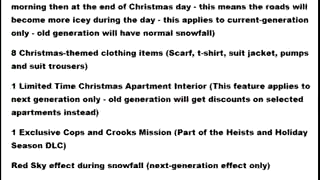 morning then at the end of Christmas day - this means the roads will
become more icey during the day - this applies to current-generation
only - old generation will have normal snowfall)
8 Christmas-themed clothing items (Scarf, t-shirt, suit jacket, pumps
and suit trousers)
1 Limited Time Christmas Apartment Interior (This feature applies to
next generation only - old generation will get discounts on selected
apartments instead)
1 Exclusive Cops and Crooks Mission (Part of the Heists and Holiday
Season DLC)
Red Sky effect during snowfall (next-generation effect only)